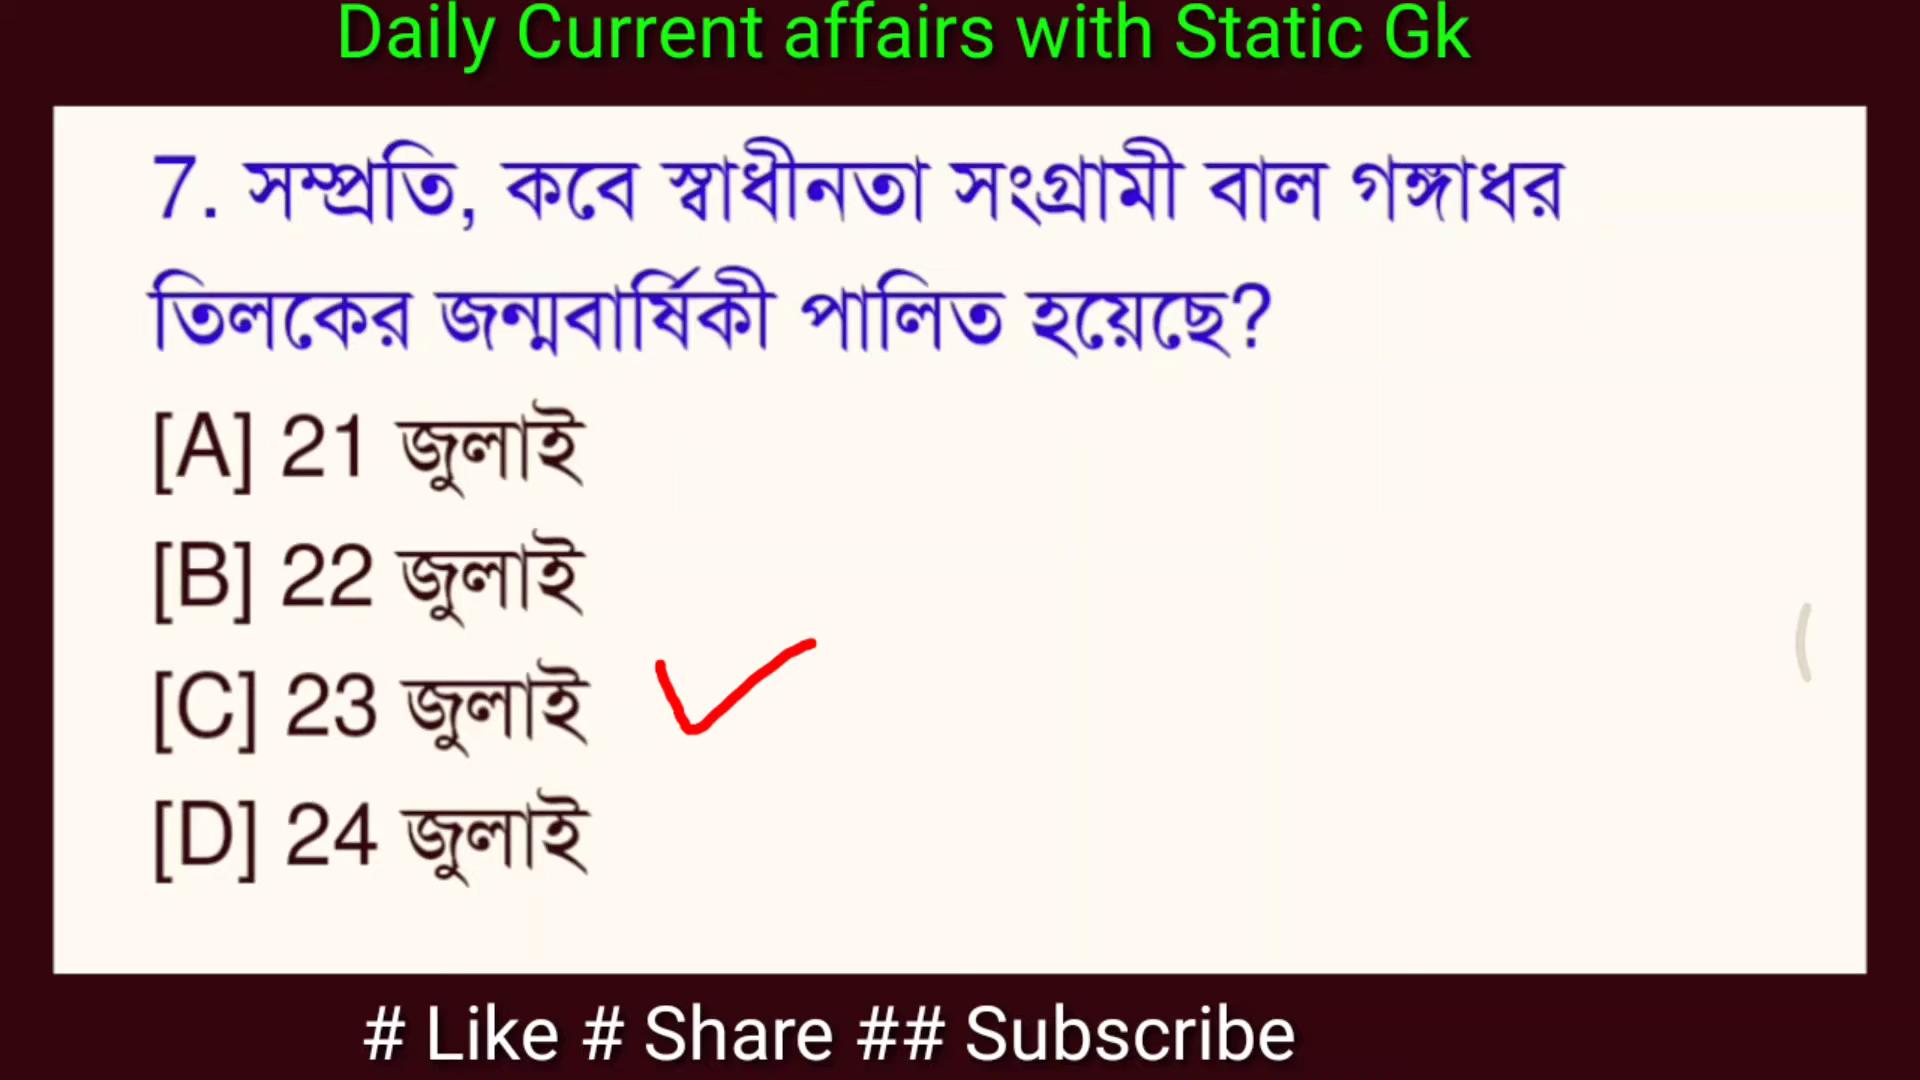 Daily Current affairs with Static Gk
7. সম্প্রতি, কবে স্বাধীনতা সংগ্রামী বাল গঙ্গাধর
তিলকের জন্মবার্ষিকী পালিত হয়েছে?
[A] 21 জুলাই
[B] 22 জুলাই
[C] 23 জুলাই
[D] 24 জুলাই
# Like # Share ## Subscribe